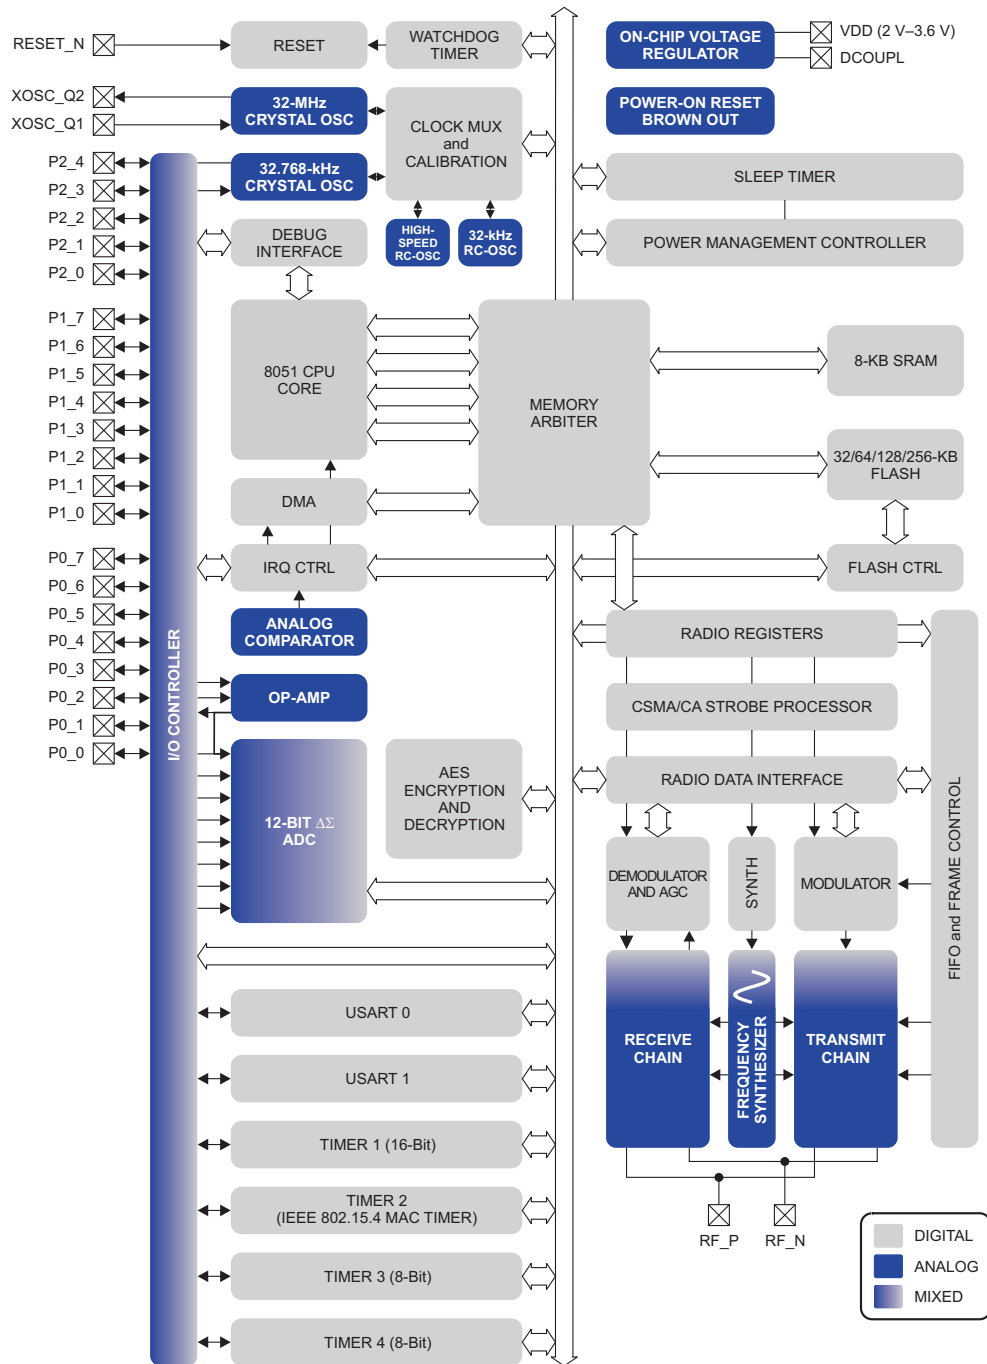 RESET_N
RESET
WATCHDOG
TIMER
ON-CHIP VOLTAGE
REGULATOR
VDD (2 V–3.6 V)
DCOUPL
XOSC_Q2
XOSC_Q1
32-MHz
CRYSTAL OSC
CLOCK MUX
and
CALIBRATION
POWER-ON RESET
BROWN OUT
P2_4
P2_3
P2_2
P2_1
P2_0
32.768-kHz
CRYSTAL OSC
SLEEP TIMER
DEBUG
INTERFACE
HIGH-
SPEED
RC-OSC
32-kHz
RC-OSC
POWER MANAGEMENT CONTROLLER
P1_7
P1_6
P1_5
P1_4
P1_3
P1_2
P1_1
P1_0
8051 CPU
CORE
MEMORY
ARBITER
8-KB SRAM
32/64/128/256-KB
FLASH
DMA
IRQ CTRL
FLASH CTRL
P0_7
P0_6
P0_5
P0_4
P0_3
P0_2
P0_1
P0_0
I/O CONTROLLER
ANALOG
COMPARATOR
OP-AMP
12-BIT ΔΣ
ADC
AES
ENCRYPTION
AND
DECRYPTION
RADIO REGISTERS
CSMA/CA STROBE PROCESSOR
RADIO DATA INTERFACE
DEMODULATOR
AND AGC
SYNTH
MODULATOR
FIFO and FRAME CONTROL
RECEIVE
CHAIN
FREQUENCY
SYNTHESIZER
TRANSMIT
CHAIN
USART 0
USART 1
TIMER 1 (16-Bit)
TIMER 2
(IEEE 802.15.4 MAC TIMER)
TIMER 3 (8-Bit)
TIMER 4 (8-Bit)
RF_P
RF_N
DIGITAL
ANALOG
MIXED